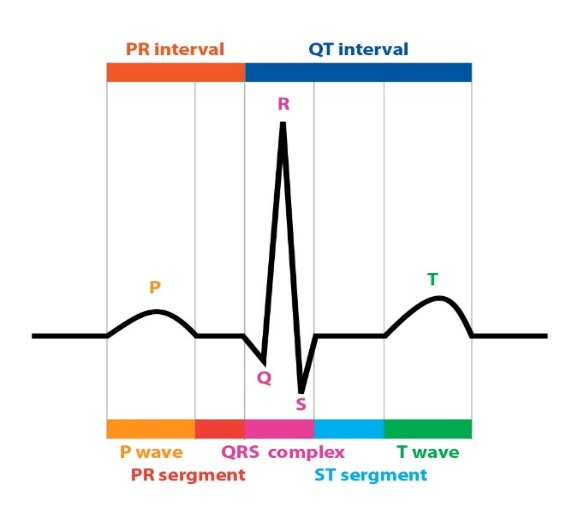 PR interval QT interval
R
P
T
Q
S
P wave QRS complex T wave
PR sergment ST sergment